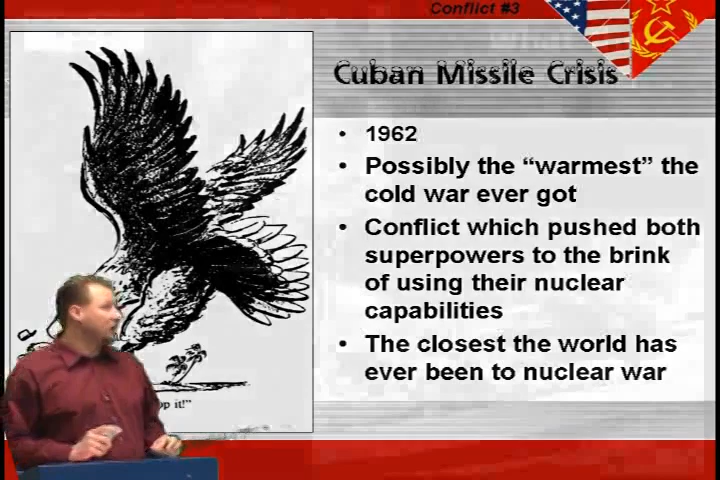 Conflict #3
Cuban Missile Crisis
• 1962
• Possibly the “warmest” the
cold war ever got
• Conflict which pushed both
superpowers to the brink
of using their nuclear
capabilities
• The closest the world has
ever been to nuclear war
it!”